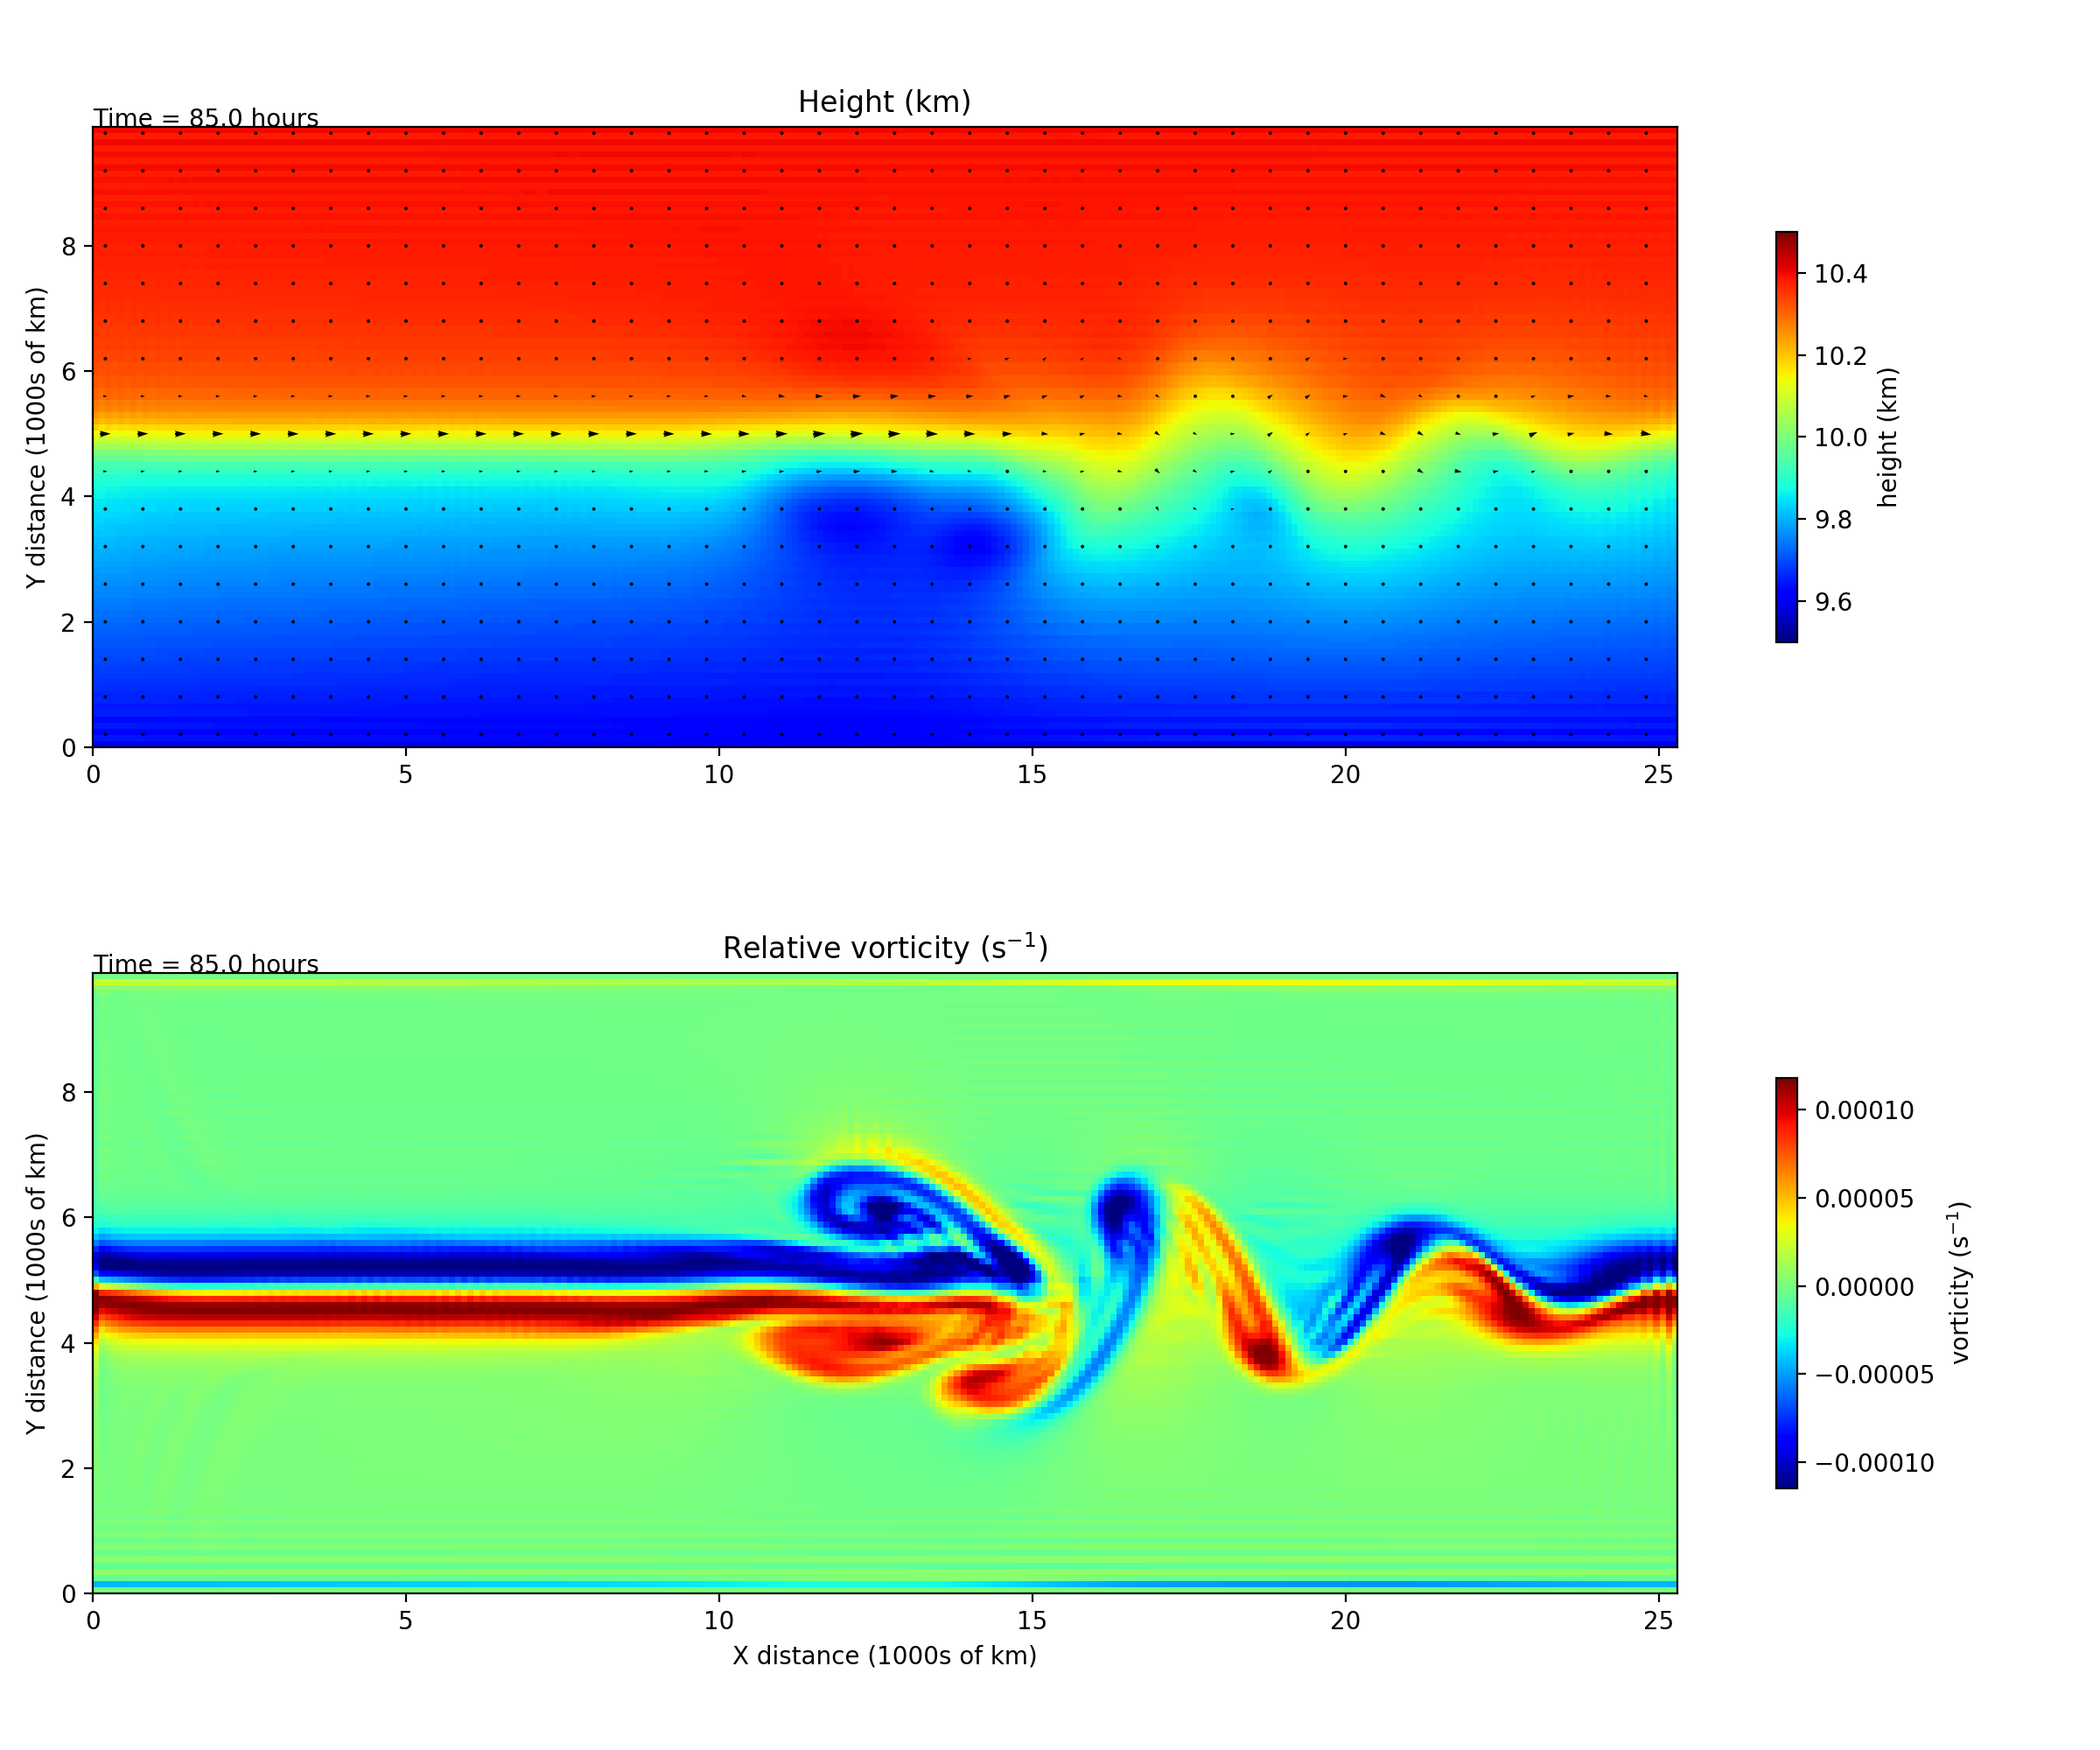 Height (km)
Time = 85.0 hours
Y distance (1000s of km)
8
6
4
2
0
0 5 10 15 20 25
10.4
10.2
10.0
9.8
9.6
height (km)
Relative vorticity (s⁻¹)
Time = 85.0 hours
Y distance (1000s of km)
8
6
4
2
0
0 5 10 15 20 25
X distance (1000s of km)
0.00010
0.00005
0.00000
−0.00005
−0.00010
vorticity (s⁻¹)